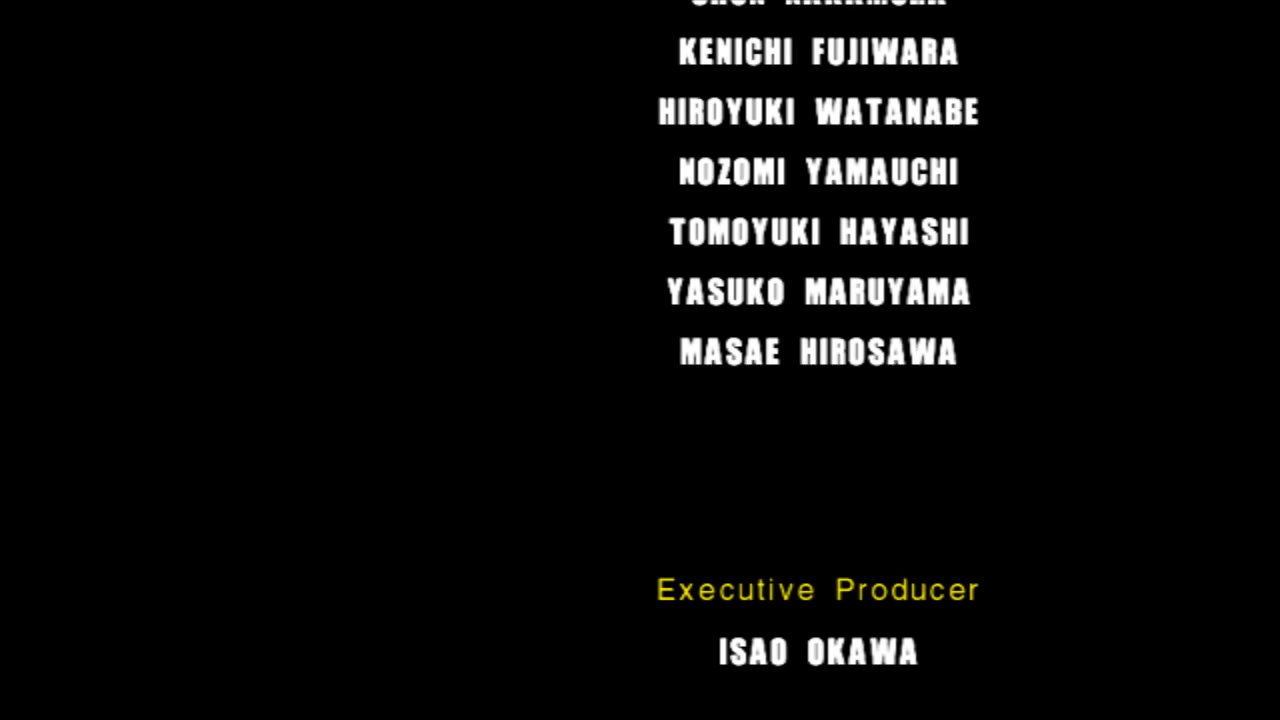 KENICHI FUJIWARA
HIROYUKI WATANABE
NOZOMI YAMAUCHI
TOMOYUKI HAYASHI
YASUKO MARUYAMA
MASAE HIROSAWA
Executive Producer
ISAO OKAWA